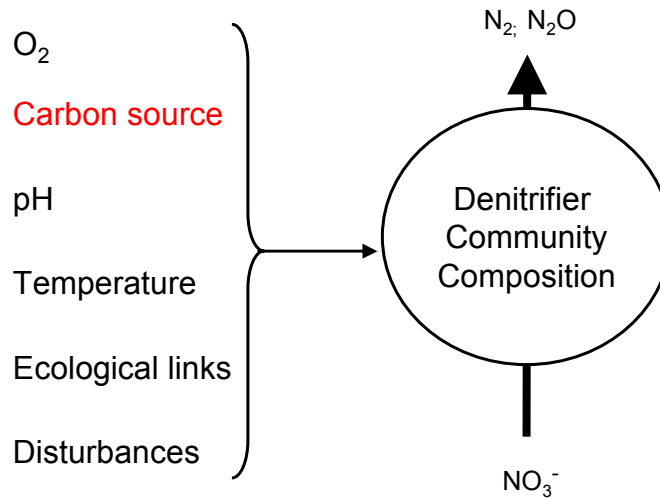 O₂
Carbon source
pH
Temperature
Ecological links
Disturbances
N₂; N₂O
Denitrifier
Community
Composition
NO₃⁻